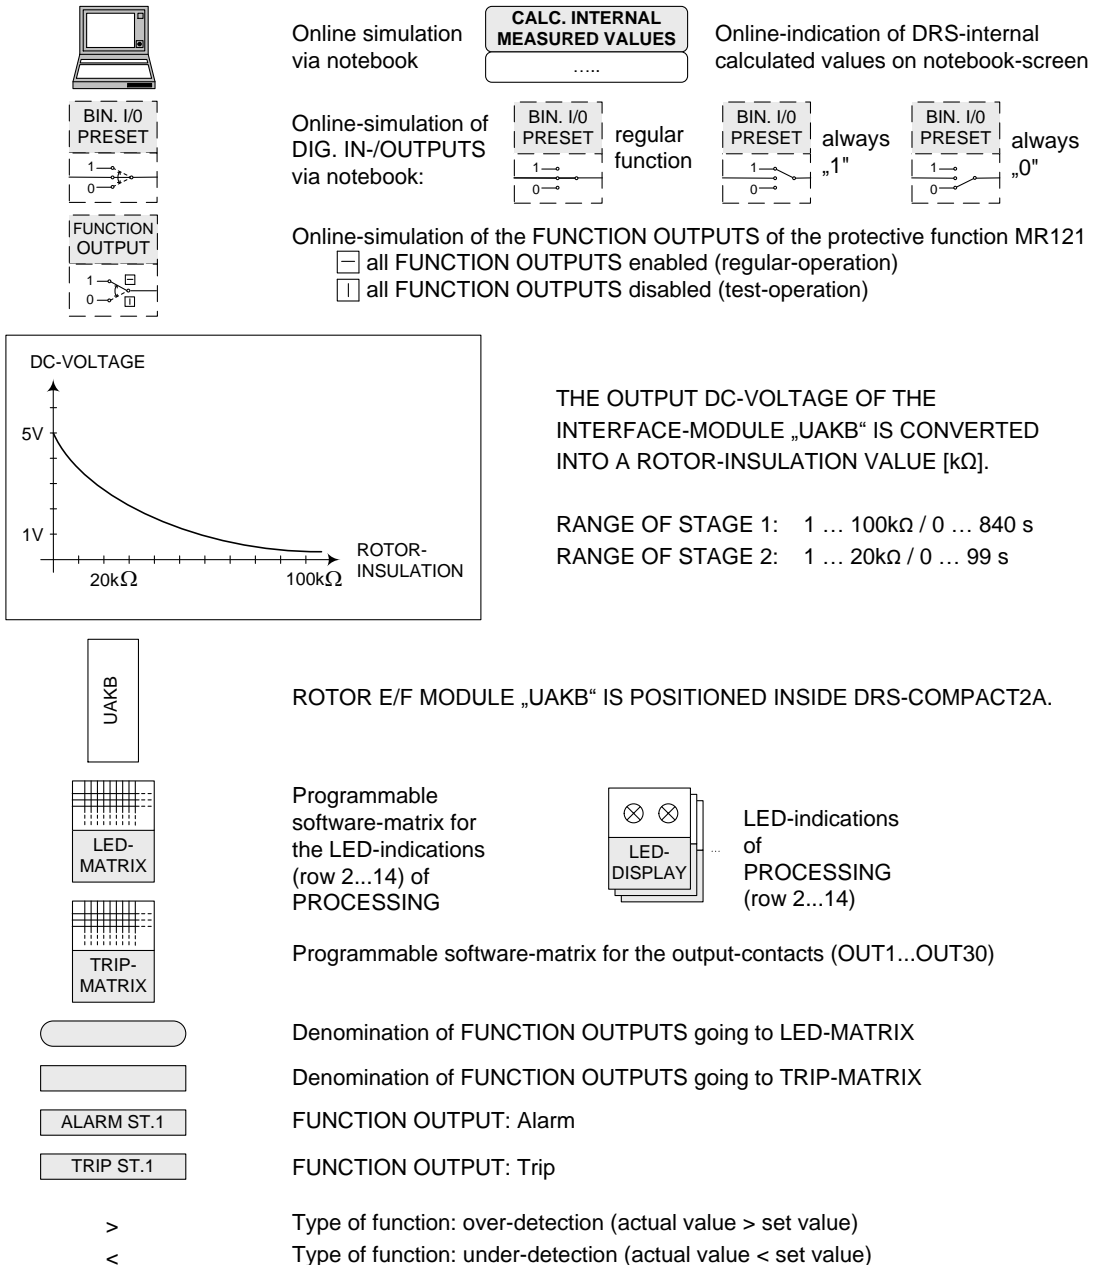 Online simulation
via notebook
CALC. INTERNAL
MEASURED VALUES
…..
Online-indication of DRS-internal
calculated values on notebook-screen
BIN. I/0
PRESET
1
0
Online-simulation of
DIG. IN-/OUTPUTS
via notebook:
BIN. I/0
PRESET
1
0
regular
function
BIN. I/0
PRESET
1
0
always
„1"
BIN. I/0
PRESET
1
0
always
„0"
FUNCTION
OUTPUT
1
0
Online-simulation of the FUNCTION OUTPUTS of the protective function MR121
all FUNCTION OUTPUTS enabled (regular-operation)
all FUNCTION OUTPUTS disabled (test-operation)
DC-VOLTAGE
5V
1V
20kΩ
100kΩ
ROTOR-
INSULATION
THE OUTPUT DC-VOLTAGE OF THE
INTERFACE-MODULE „UAKB“ IS CONVERTED
INTO A ROTOR-INSULATION VALUE [kΩ].
RANGE OF STAGE 1: 1 … 100kΩ / 0 … 840 s
RANGE OF STAGE 2: 1 … 20kΩ / 0 … 99 s
UAKB
ROTOR E/F MODULE „UAKB“ IS POSITIONED INSIDE DRS-COMPACT2A.
LED-
MATRIX
Programmable
software-matrix for
the LED-indications
(row 2...14) of
PROCESSING
LED-
DISPLAY
...
LED-indications
of
PROCESSING
(row 2...14)
TRIP-
MATRIX
Programmable software-matrix for the output-contacts (OUT1...OUT30)
Denomination of FUNCTION OUTPUTS going to LED-MATRIX
Denomination of FUNCTION OUTPUTS going to TRIP-MATRIX
ALARM ST.1
FUNCTION OUTPUT: Alarm
TRIP ST.1
FUNCTION OUTPUT: Trip
> Type of function: over-detection (actual value > set value)
< Type of function: under-detection (actual value < set value)